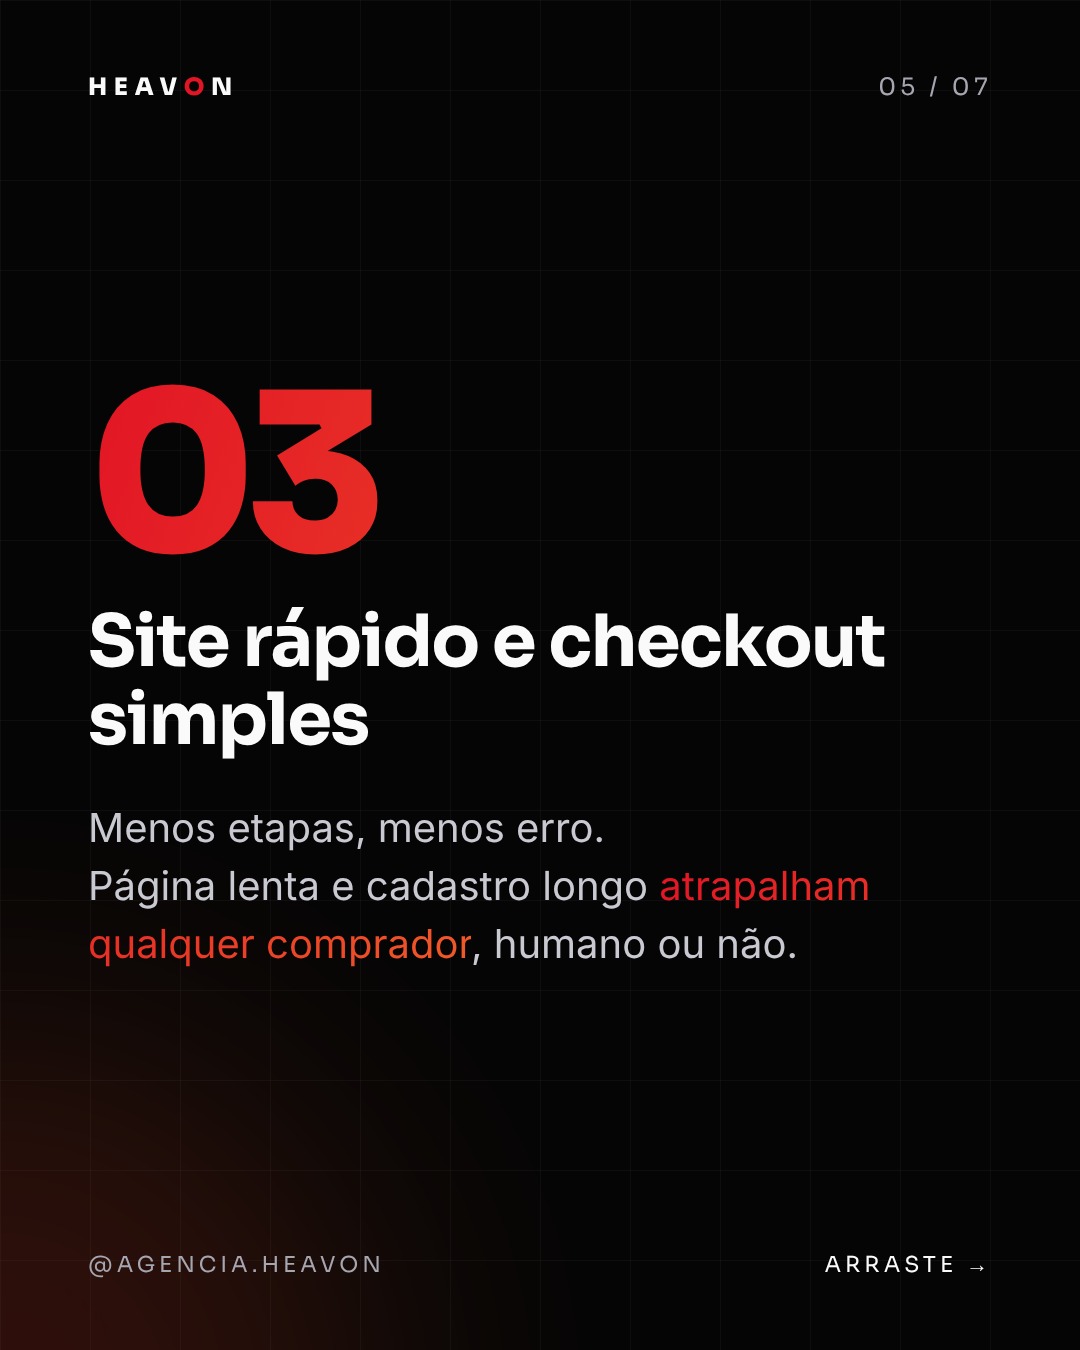 HEAVON
05 / 07
03
Site rápido e checkout
simples
Menos etapas, menos erro.
Página lenta e cadastro longo atrapalham
qualquer comprador, humano ou não.
@AGENCIA.HEAVON
ARRASTE →